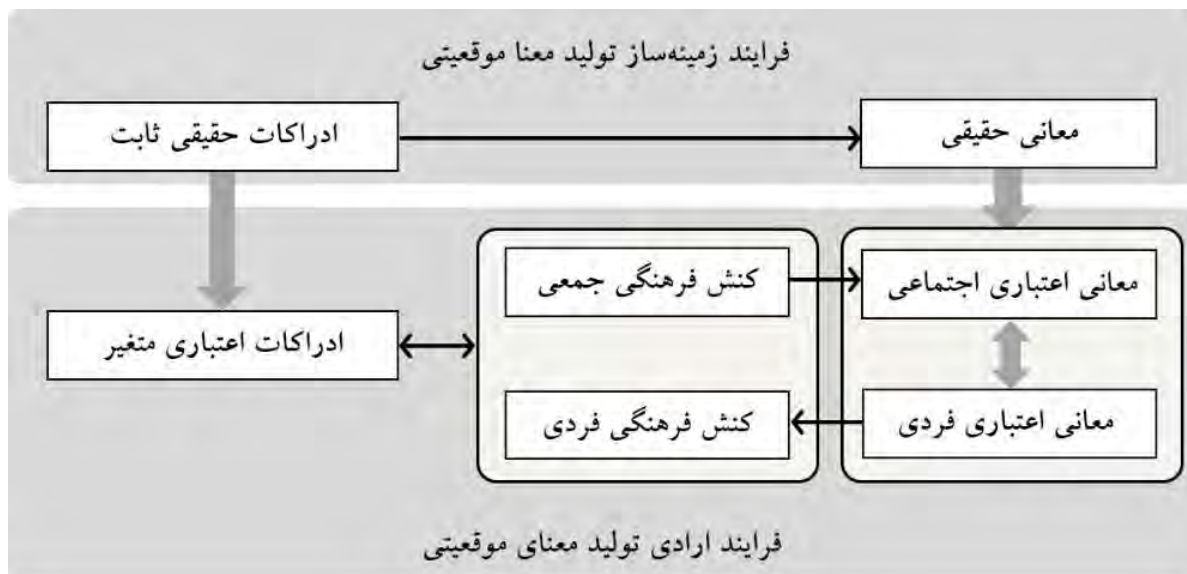 فرایند زمینه‌ساز تولید معنا موقعیتی
معانی حقیقی
ادراکات حقیقی ثابت
معانی اعتباری اجتماعی
کنش فرهنگی جمعی
ادراکات اعتباری متغیر
معانی اعتباری فردی
کنش فرهنگی فردی
فرایند ارادی تولید معنای موقعیتی